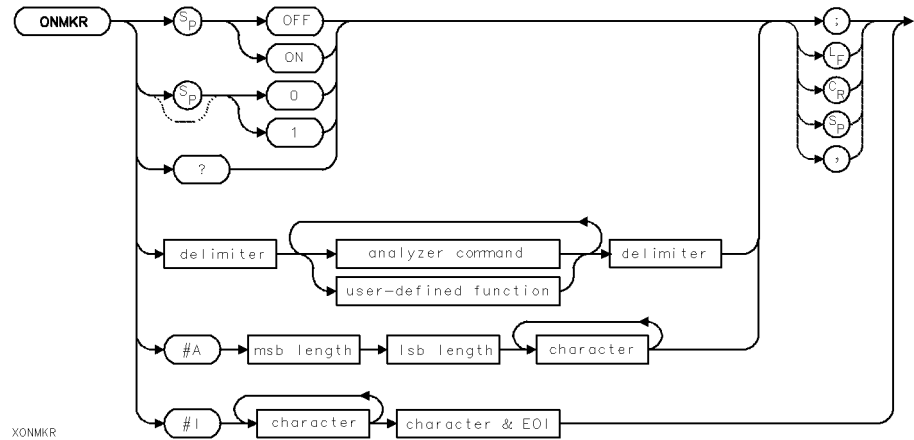 ONMKR
SP
OFF
ON
SP
0
1
?
;
LF
CR
SP
,
delimiter
analyzer command
user-defined function
delimiter
#A
msb length
lsb length
character
#I
character
character & EOI
XONMKR